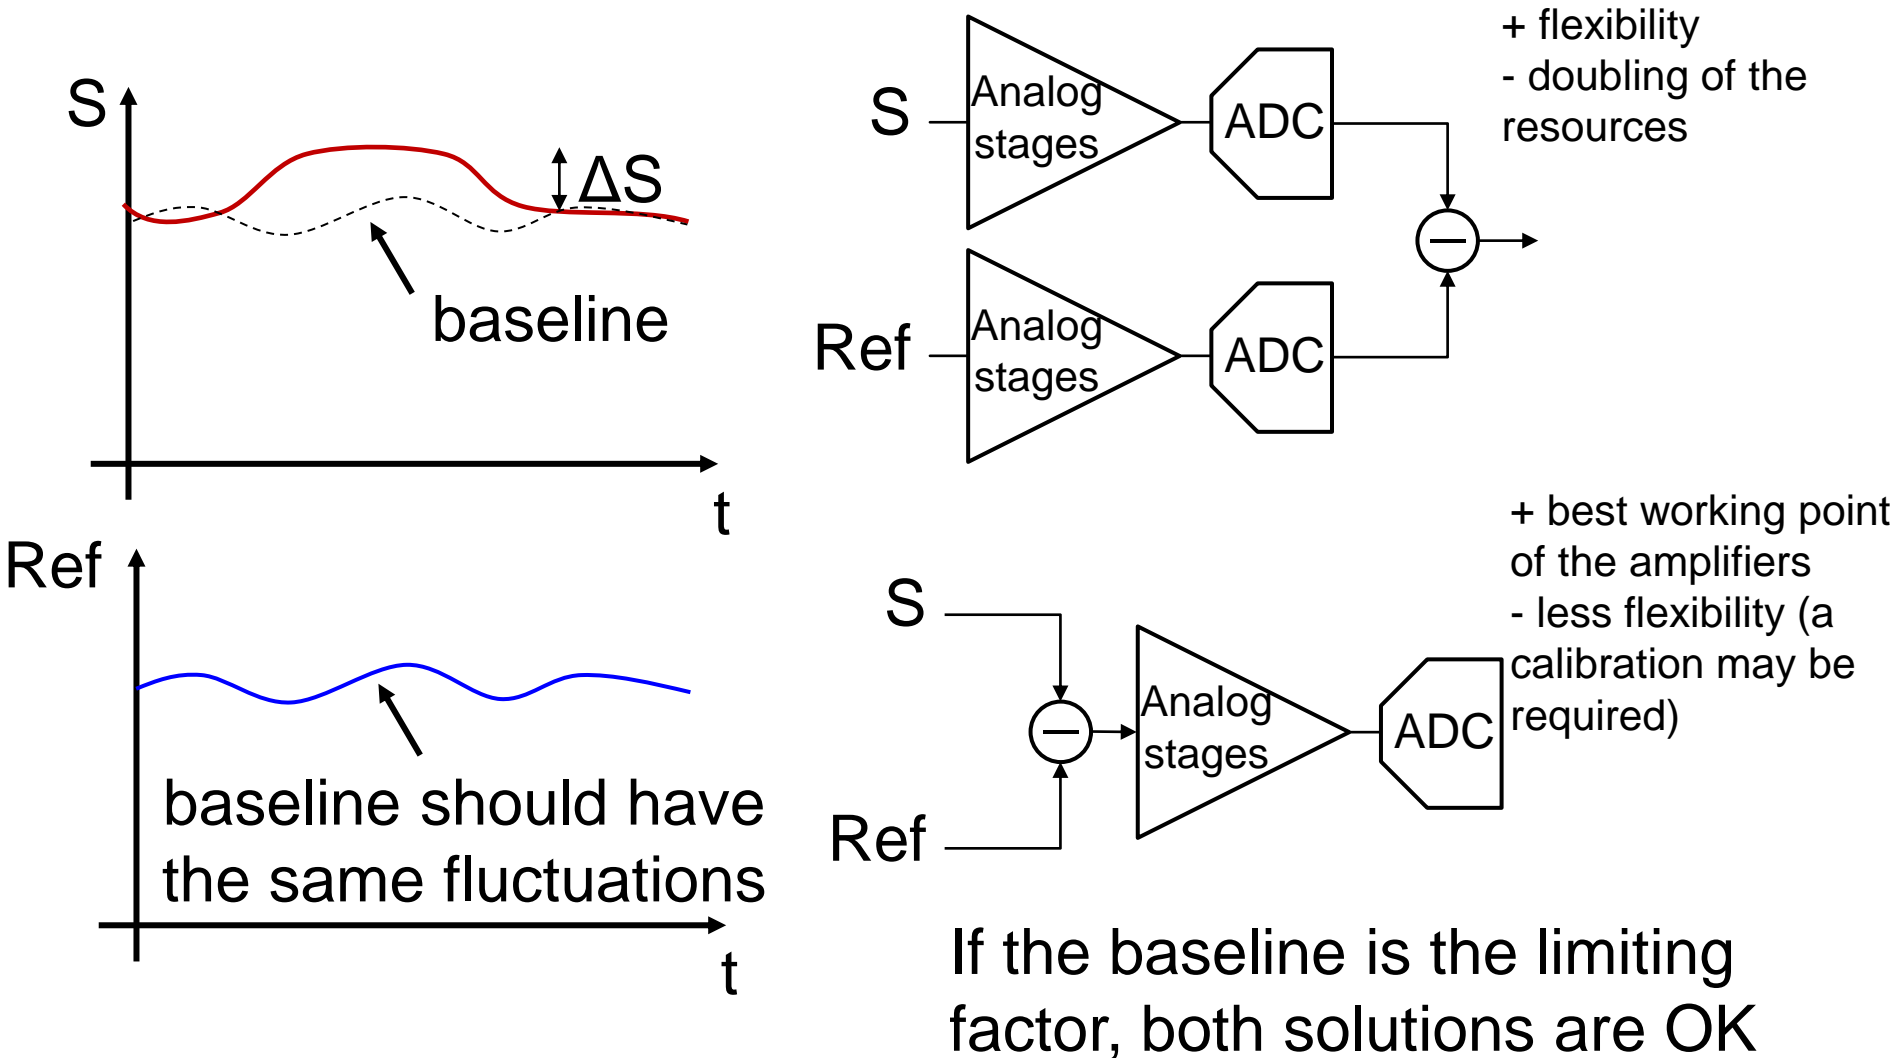 S
ΔS
baseline
t
Ref
baseline should have
the same fluctuations
t
S
Analog
stages
ADC
Ref
Analog
stages
ADC
+ flexibility
- doubling of the
resources
S
Ref
Analog
stages
ADC
+ best working point
of the amplifiers
- less flexibility (a
calibration may be
required)
If the baseline is the limiting
factor, both solutions are OK